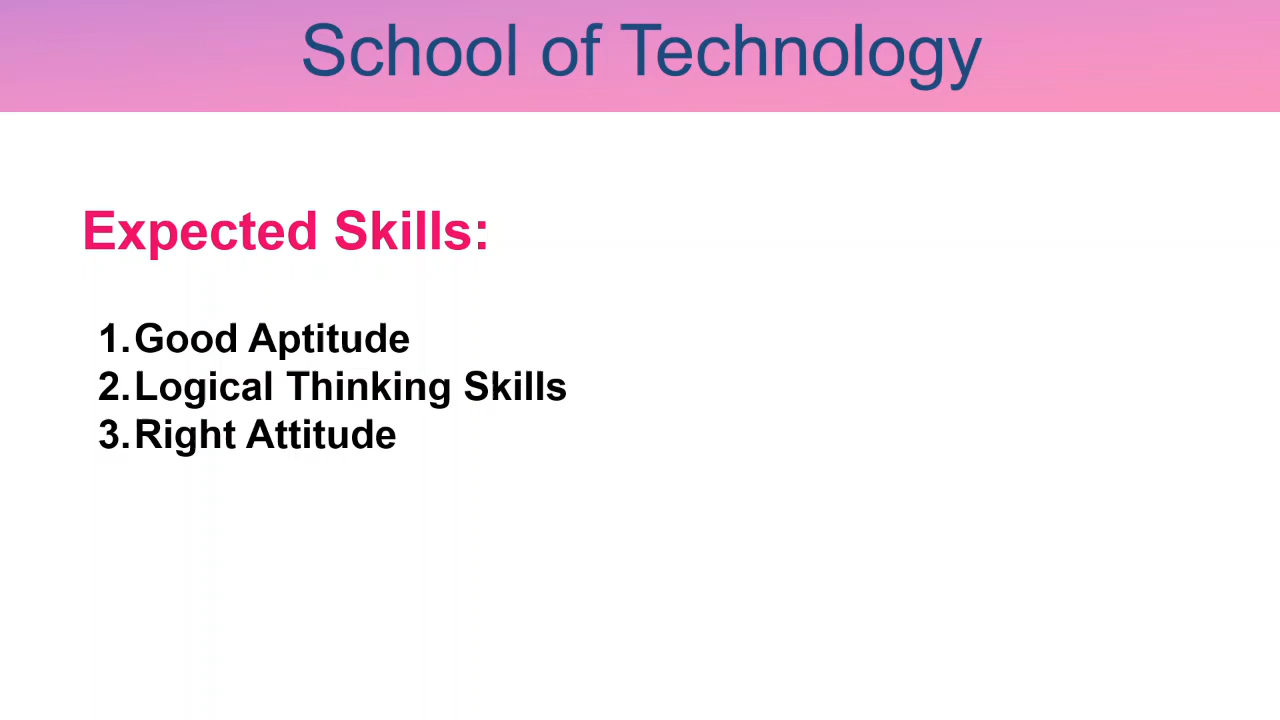 School of Technology
Expected Skills:
1.Good Aptitude
2.Logical Thinking Skills
3.Right Attitude